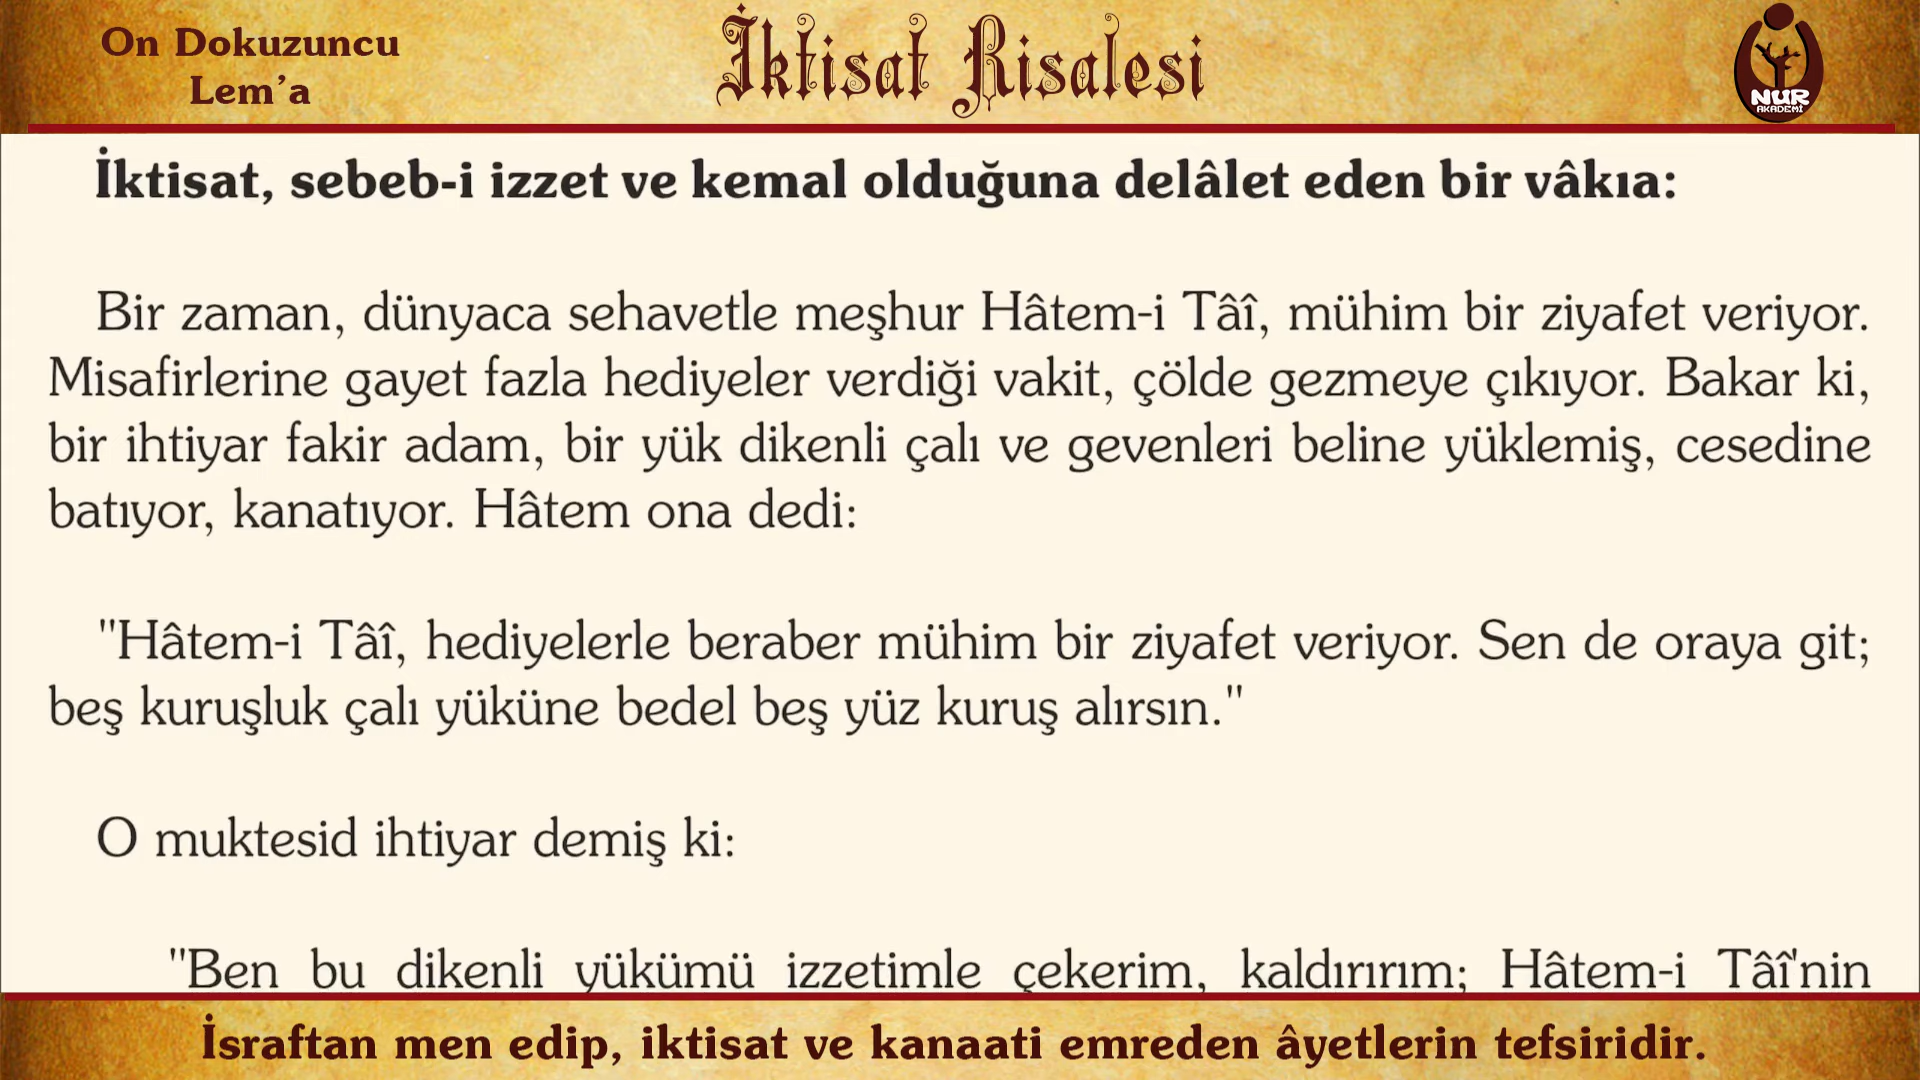 On Dokuzuncu
Lem'a
İktisat Risalesi
NUR
AKADEMİ
İktisat, sebeb-i izzet ve kemal olduğuna delâlet eden bir vâkıa:
Bir zaman, dünyaca sehavetle meşhur Hâtem-i Tâî, mühim bir ziyafet veriyor.
Misafirlerine gayet fazla hediyeler verdiği vakit, çölde gezmeye çıkıyor. Bakar ki,
bir ihtiyar fakir adam, bir yük dikenli çalı ve gevenleri beline yüklemiş, cesedine
batıyor, kanatıyor. Hâtem ona dedi:
"Hâtem-i Tâî, hediyelerle beraber mühim bir ziyafet veriyor. Sen de oraya git;
beş kuruşluk çalı yüküne bedel beş yüz kuruş alırsın."
O muktesid ihtiyar demiş ki:
"Ben bu dikenli yükümü izzetimle çekerim, kaldırırım; Hâtem-i Tâî'nin
İsraftan men edip, iktisat ve kanaati emreden âyetlerin tefsiridir.